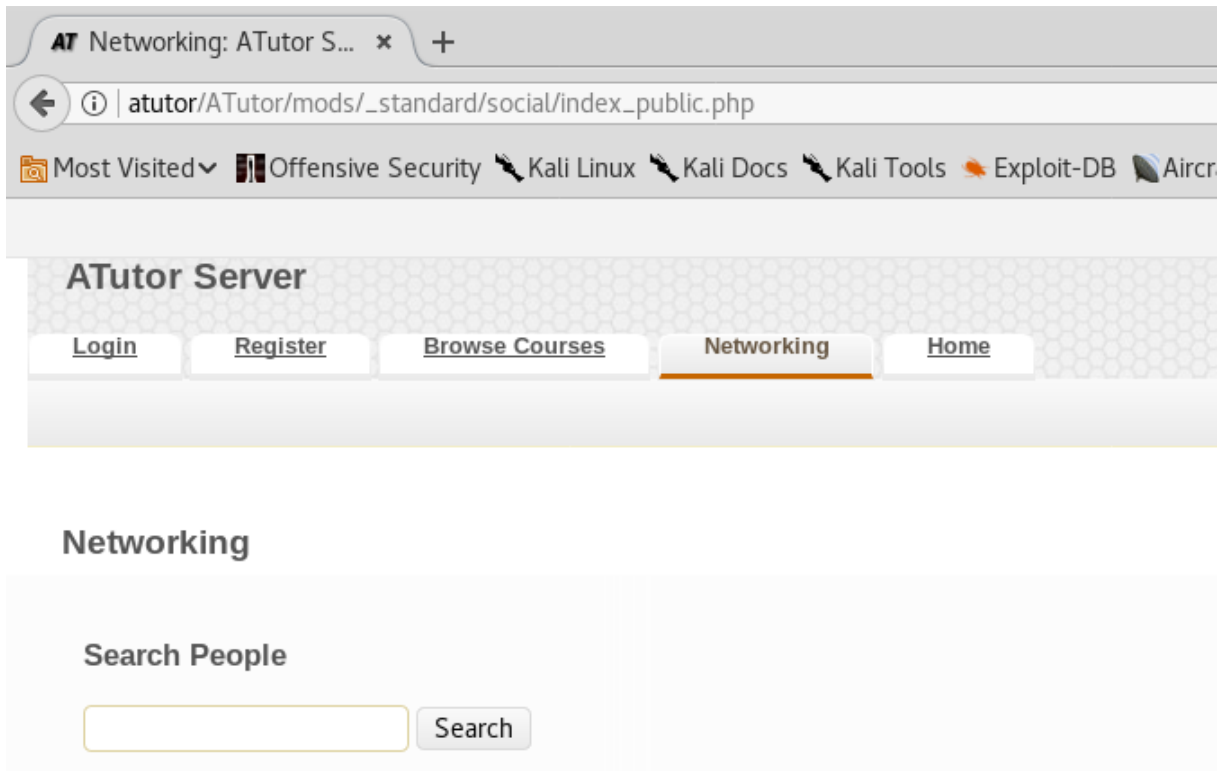 AT Networking: ATutor S... × +
atutor/ATutor/mods/_standard/social/index_public.php
Most Visited Offensive Security Kali Linux Kali Docs Kali Tools Exploit-DB Aircra
ATutor Server
Login Register Browse Courses Networking Home
Networking
Search People
Search